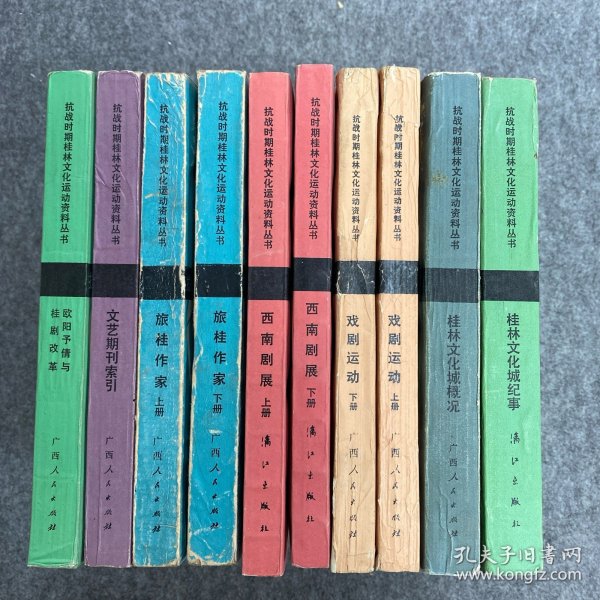 抗战时期桂林文化运动资料丛书
欧阳予倩与
桂剧改革
广西人民出版社
抗战时期桂林文化运动资料丛书
文艺期刊索引
广西人民出版社
抗战时期桂林文化运动资料丛书
旅桂作家 上册
广西人民出版社
抗战时期桂林文化运动资料丛书
旅桂作家 下册
广西人民出版社
抗战时期桂林文化运动资料丛书
西南剧展 上册
漓江出版社
抗战时期桂林文化运动资料丛书
西南剧展 下册
漓江出版社
抗战时期桂林文化运动资料丛书
戏剧运动 下册
广西人民出版社
抗战时期桂林文化运动资料丛书
戏剧运动 上册
广西人民出版社
抗战时期桂林文化运动资料丛书
桂林文化城概况
广西人民出版社
抗战时期桂林文化运动资料丛书
桂林文化城纪事
漓江出版社
孔夫子旧书网
www.kongfz.com